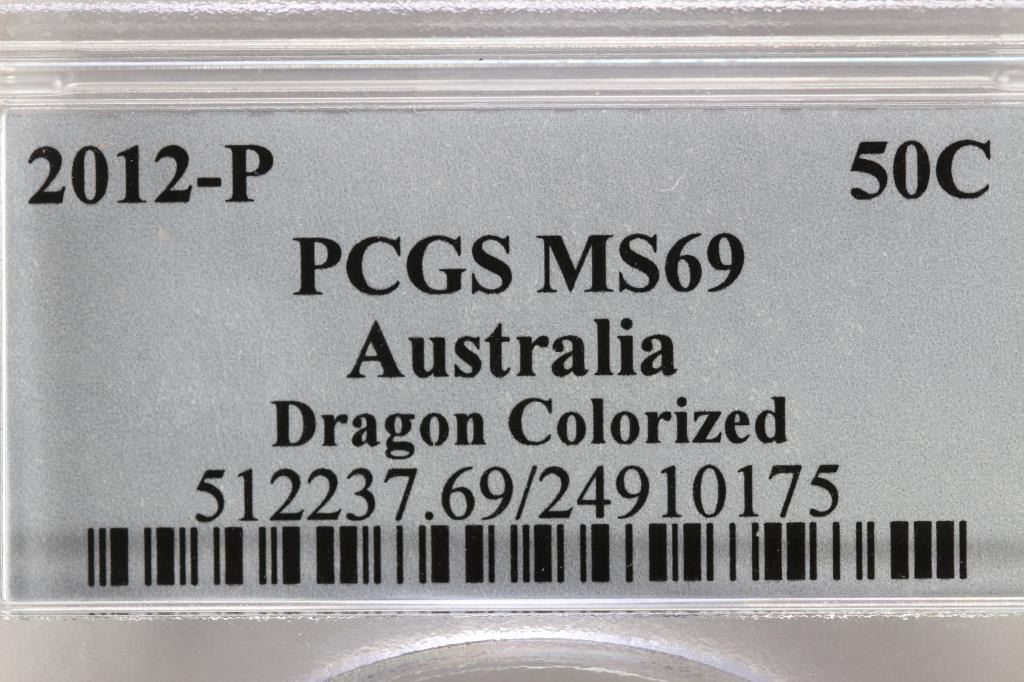 2012-P 50C
PCGS MS69
Australia
Dragon Colorized
512237.69/24910175